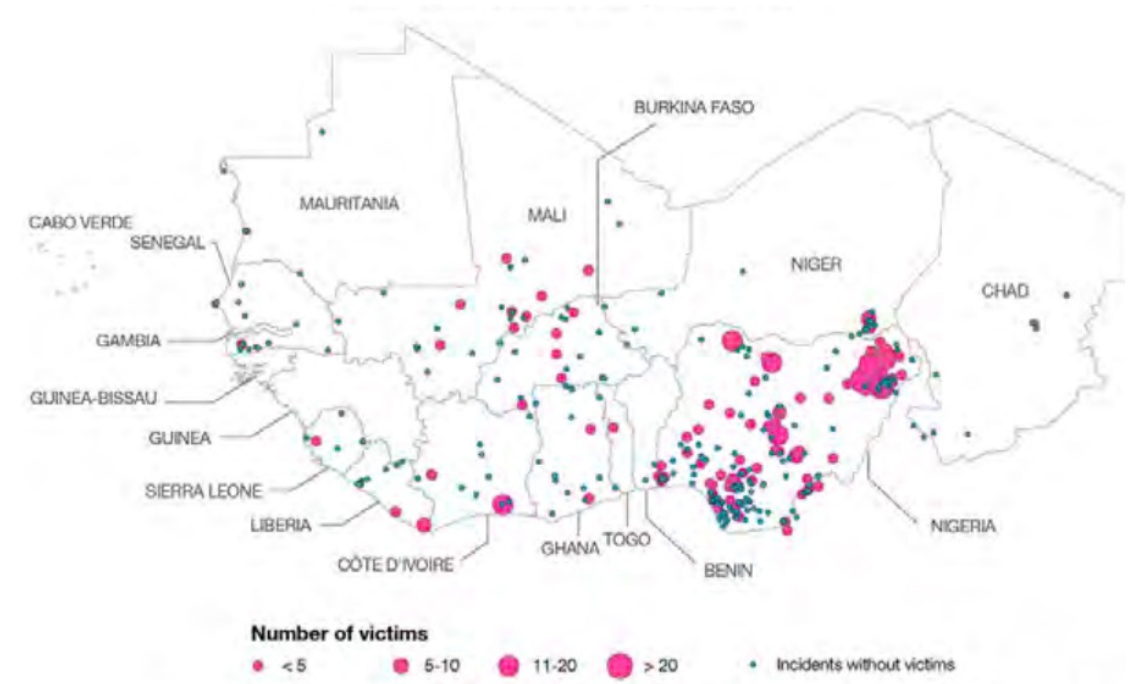 BURKINA FASO
MAURITANIA
MALI
CABO VERDE
SENEGAL
NIGER
CHAD
GAMBIA
GUINEA-BISSAU
GUINEA
SIERRA LEONE
LIBERIA
NIGERIA
CÔTE D'IVOIRE
GHANA
TOGO
BENIN
Number of victims
< 5 5-10 11-20 > 20 Incidents without victims